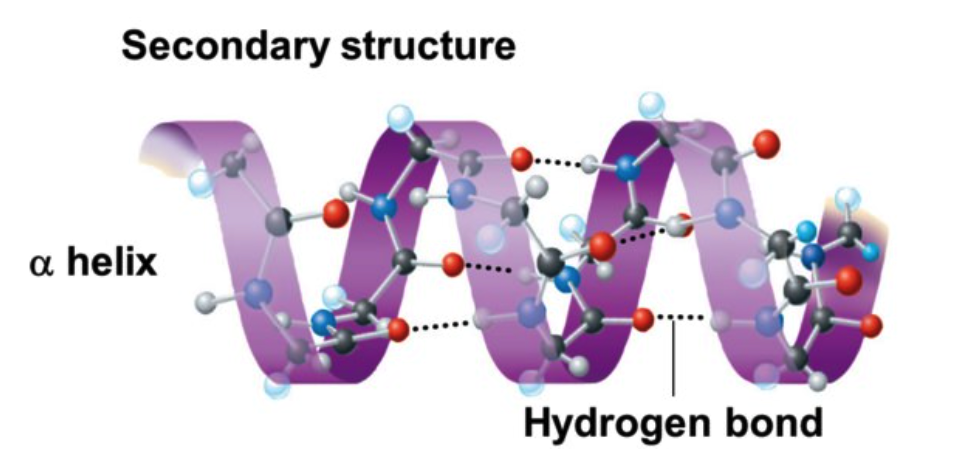 Secondary structure
α helix
Hydrogen bond